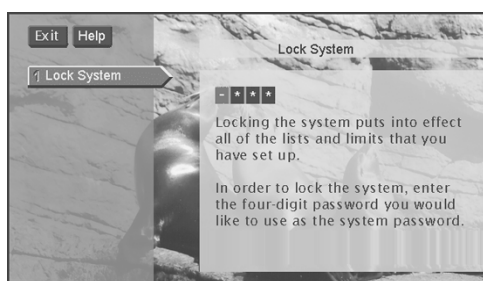 Exit Help
Lock System
1 Lock System
- * * *
Locking the system puts into effect
all of the lists and limits that you
have set up.
In order to lock the system, enter
the four-digit password you would
like to use as the system password.